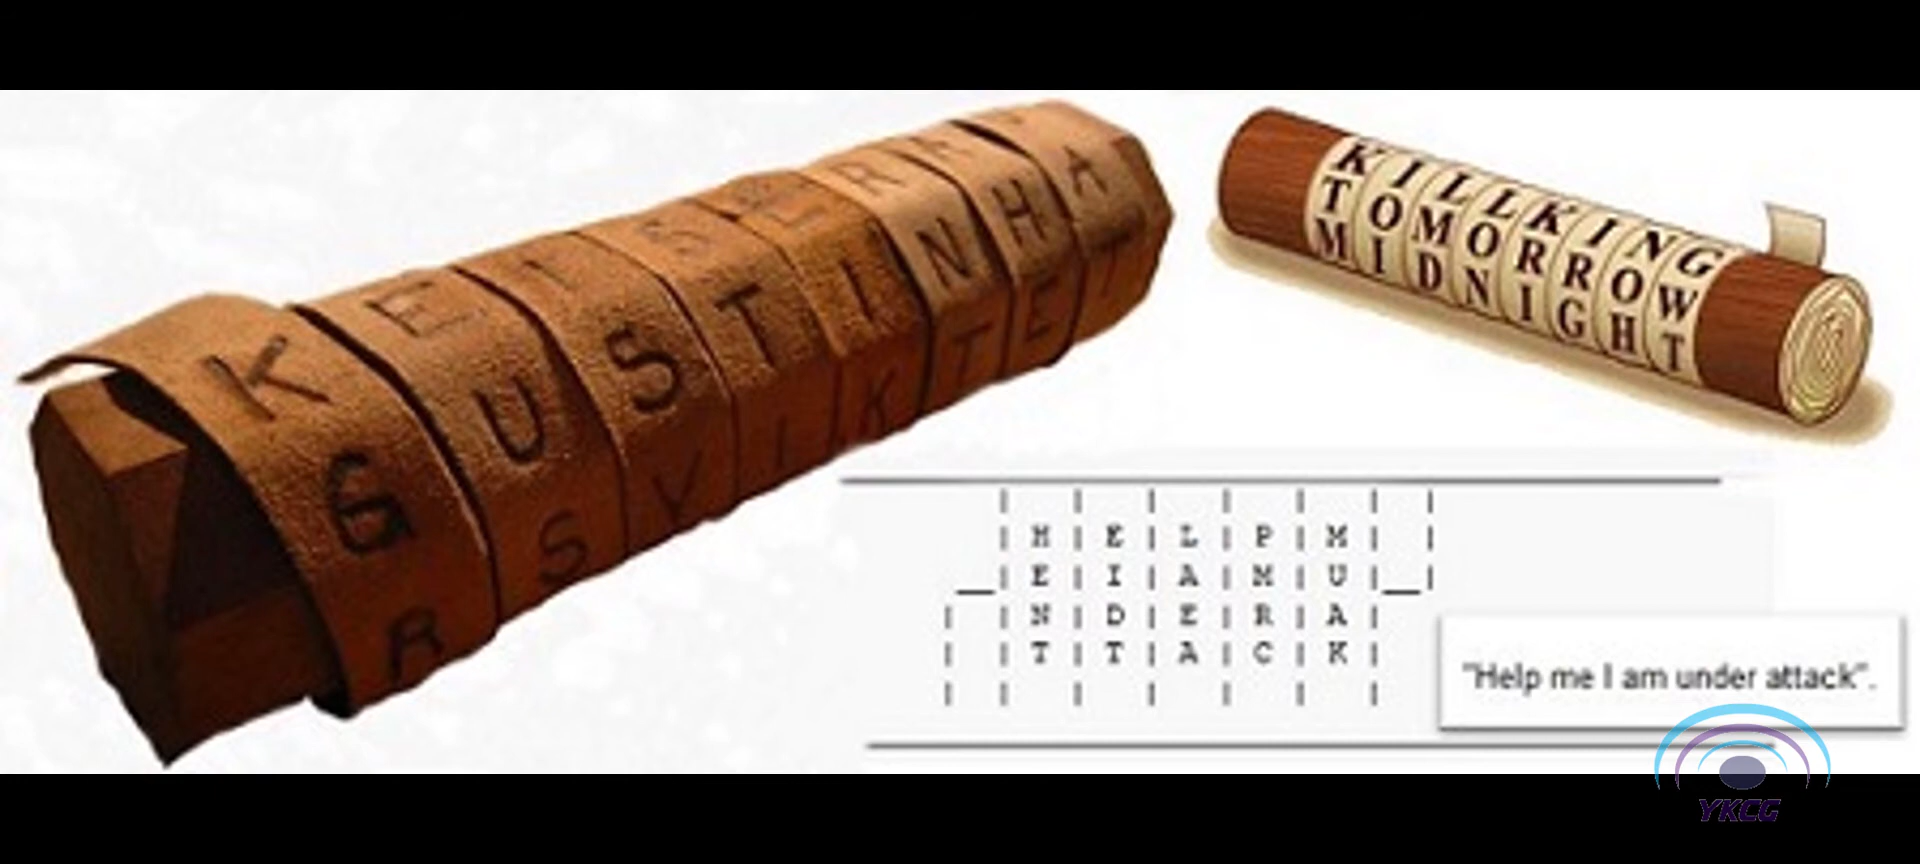 K E I S
G U S T I N H A
R S Y I K T E T
KILLKING
TOMORROW
MIDNIGHT
H E L P M
E I A M U
N D E R A
T T A C K
"Help me I am under attack".
YKCG